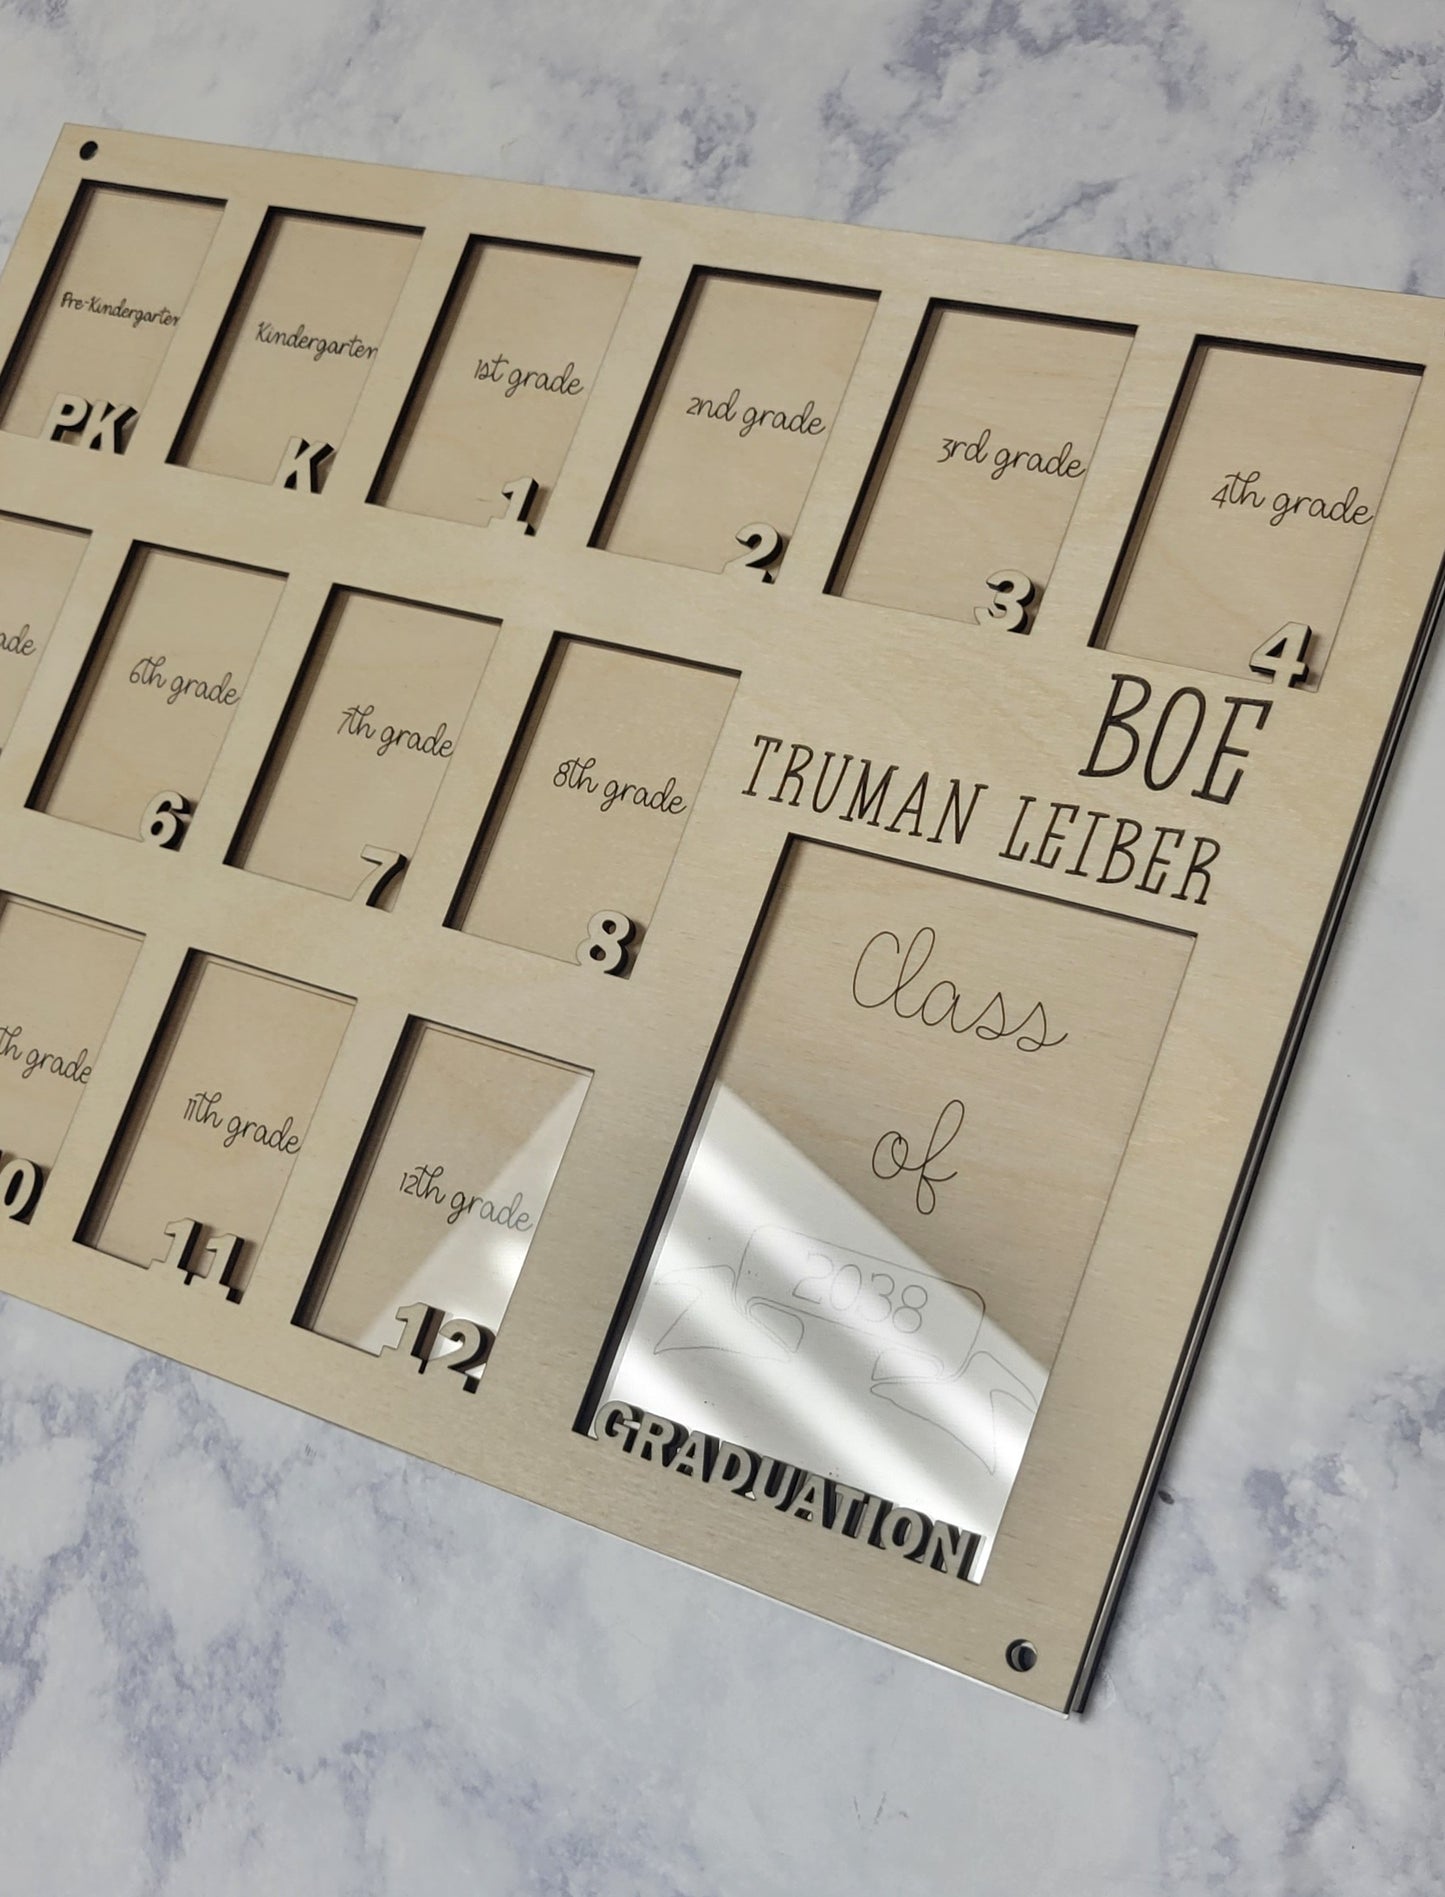 Pre-Kindergarten
PK
Kindergarten
K
1st grade
1
2nd grade
2
3rd grade
3
4th grade
4
6th grade
6
7th grade
7
8th grade
8
BOE
TRUMAN LEIBER
grade
11th grade
11
12th grade
12
Class
of
2038
GRADUATION